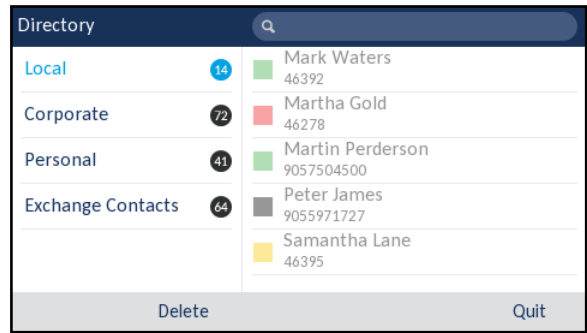 Directory
Local 14
Corporate 72
Personal 41
Exchange Contacts 64
Mark Waters
46392
Martha Gold
46278
Martin Perderson
9057504500
Peter James
9055971727
Samantha Lane
46395
Delete Quit